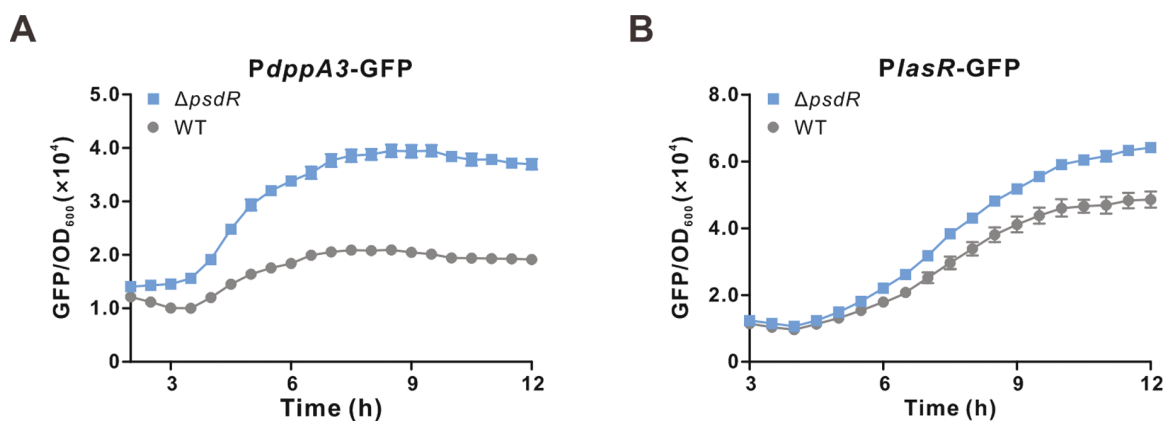 A
PdppA3-GFP
ΔpsdR
WT
5.0
4.0
3.0
2.0
1.0
0
GFP/OD₆₀₀ (×10⁴)
3 6 9 12
Time (h)
B
PlasR-GFP
ΔpsdR
WT
8.0
6.0
4.0
2.0
0
GFP/OD₆₀₀ (×10⁴)
3 6 9 12
Time (h)